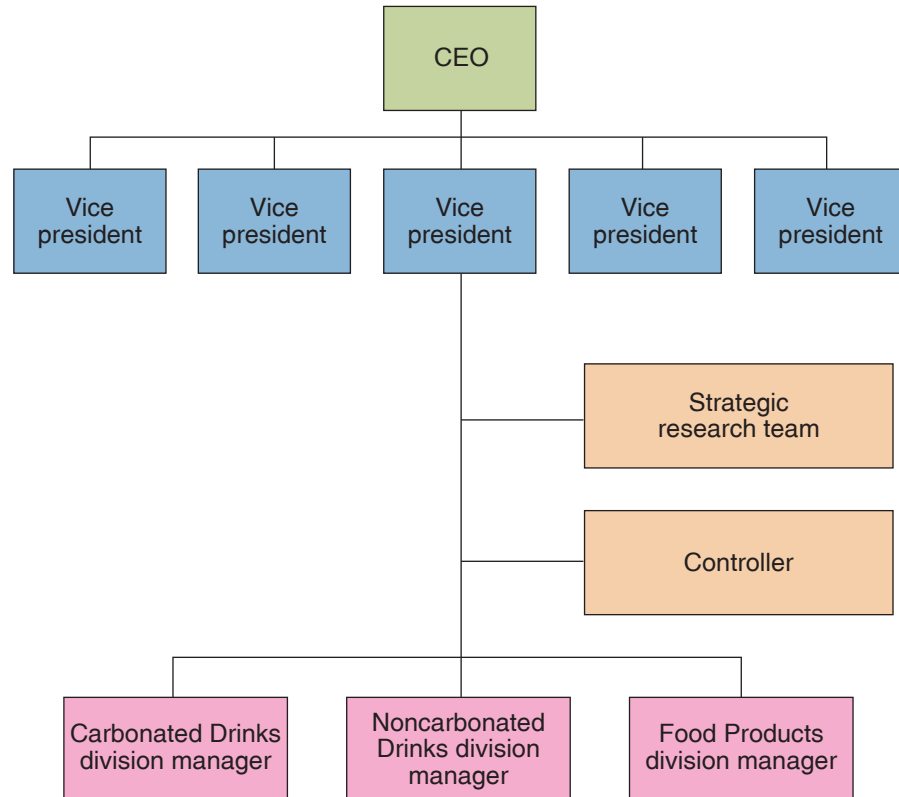 CEO
Vice
president
Vice
president
Vice
president
Vice
president
Vice
president
Strategic
research team
Controller
Carbonated Drinks
division manager
Noncarbonated
Drinks division
manager
Food Products
division manager